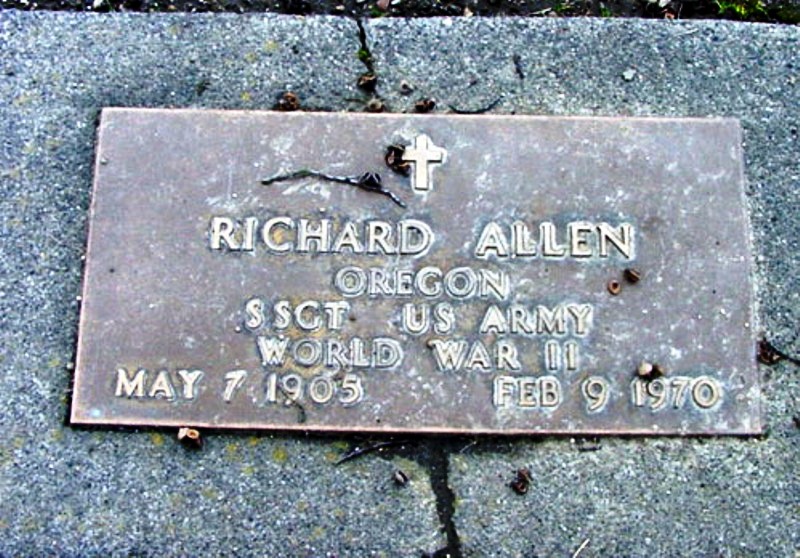 RICHARD ALLEN
OREGON
SSGT US ARMY
WORLD WAR II
MAY 7 1905 FEB 9 1970